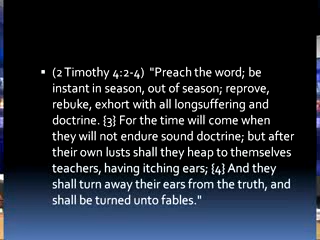 ▪ (2 Timothy 4:2-4) "Preach the word; be
instant in season, out of season; reprove,
rebuke, exhort with all longsuffering and
doctrine. {3} For the time will come when
they will not endure sound doctrine; but after
their own lusts shall they heap to themselves
teachers, having itching ears; {4} And they
shall turn away their ears from the truth, and
shall be turned unto fables."